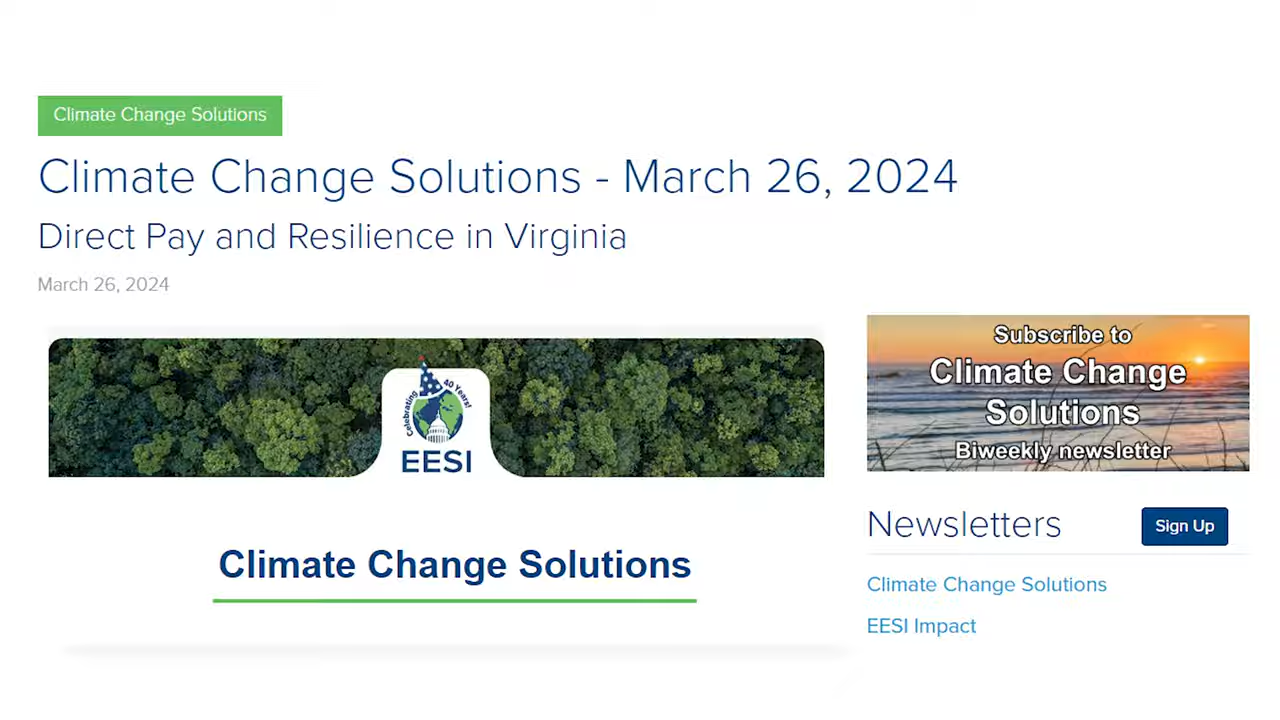 Climate Change Solutions
Climate Change Solutions - March 26, 2024
Direct Pay and Resilience in Virginia
March 26, 2024
Celebrating 40 Years!
EESI
Climate Change Solutions
Subscribe to
Climate Change
Solutions
Biweekly newsletter
Newsletters
Sign Up
Climate Change Solutions
EESI Impact